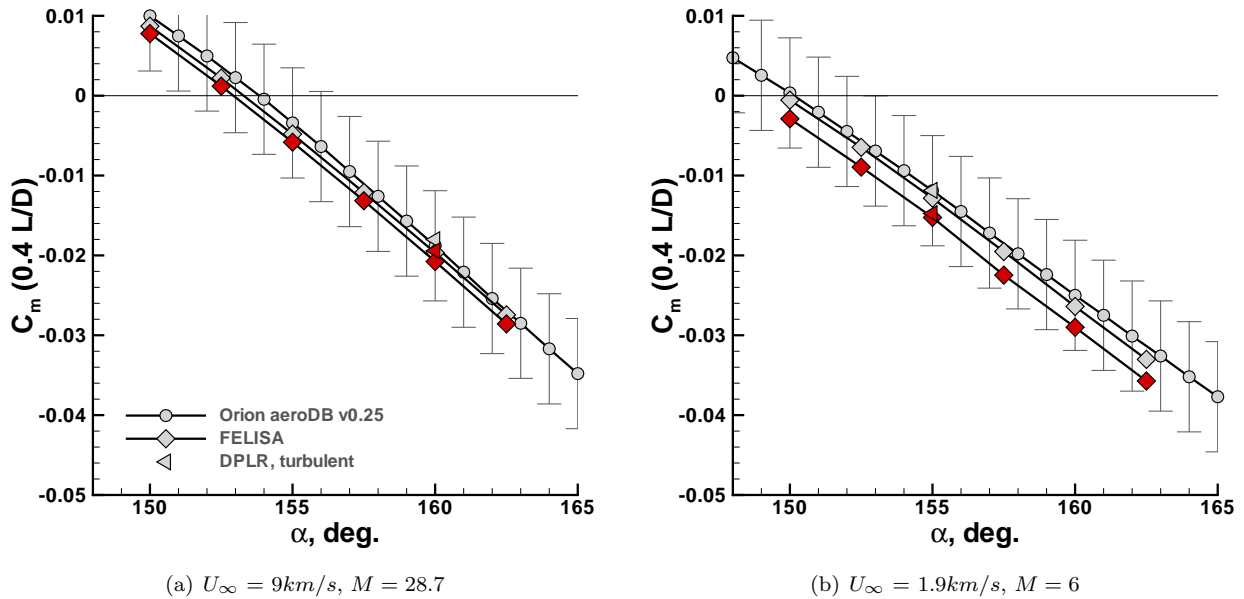 0.01
0
-0.01
-0.02
-0.03
-0.04
-0.05
C_m (0.4 L/D)
Orion aeroDB v0.25
FELISA
DPLR, turbulent
150 155 160 165
α, deg.
(a) U∞ = 9km/s, M = 28.7
0.01
0
-0.01
-0.02
-0.03
-0.04
-0.05
C_m (0.4 L/D)
150 155 160 165
α, deg.
(b) U∞ = 1.9km/s, M = 6